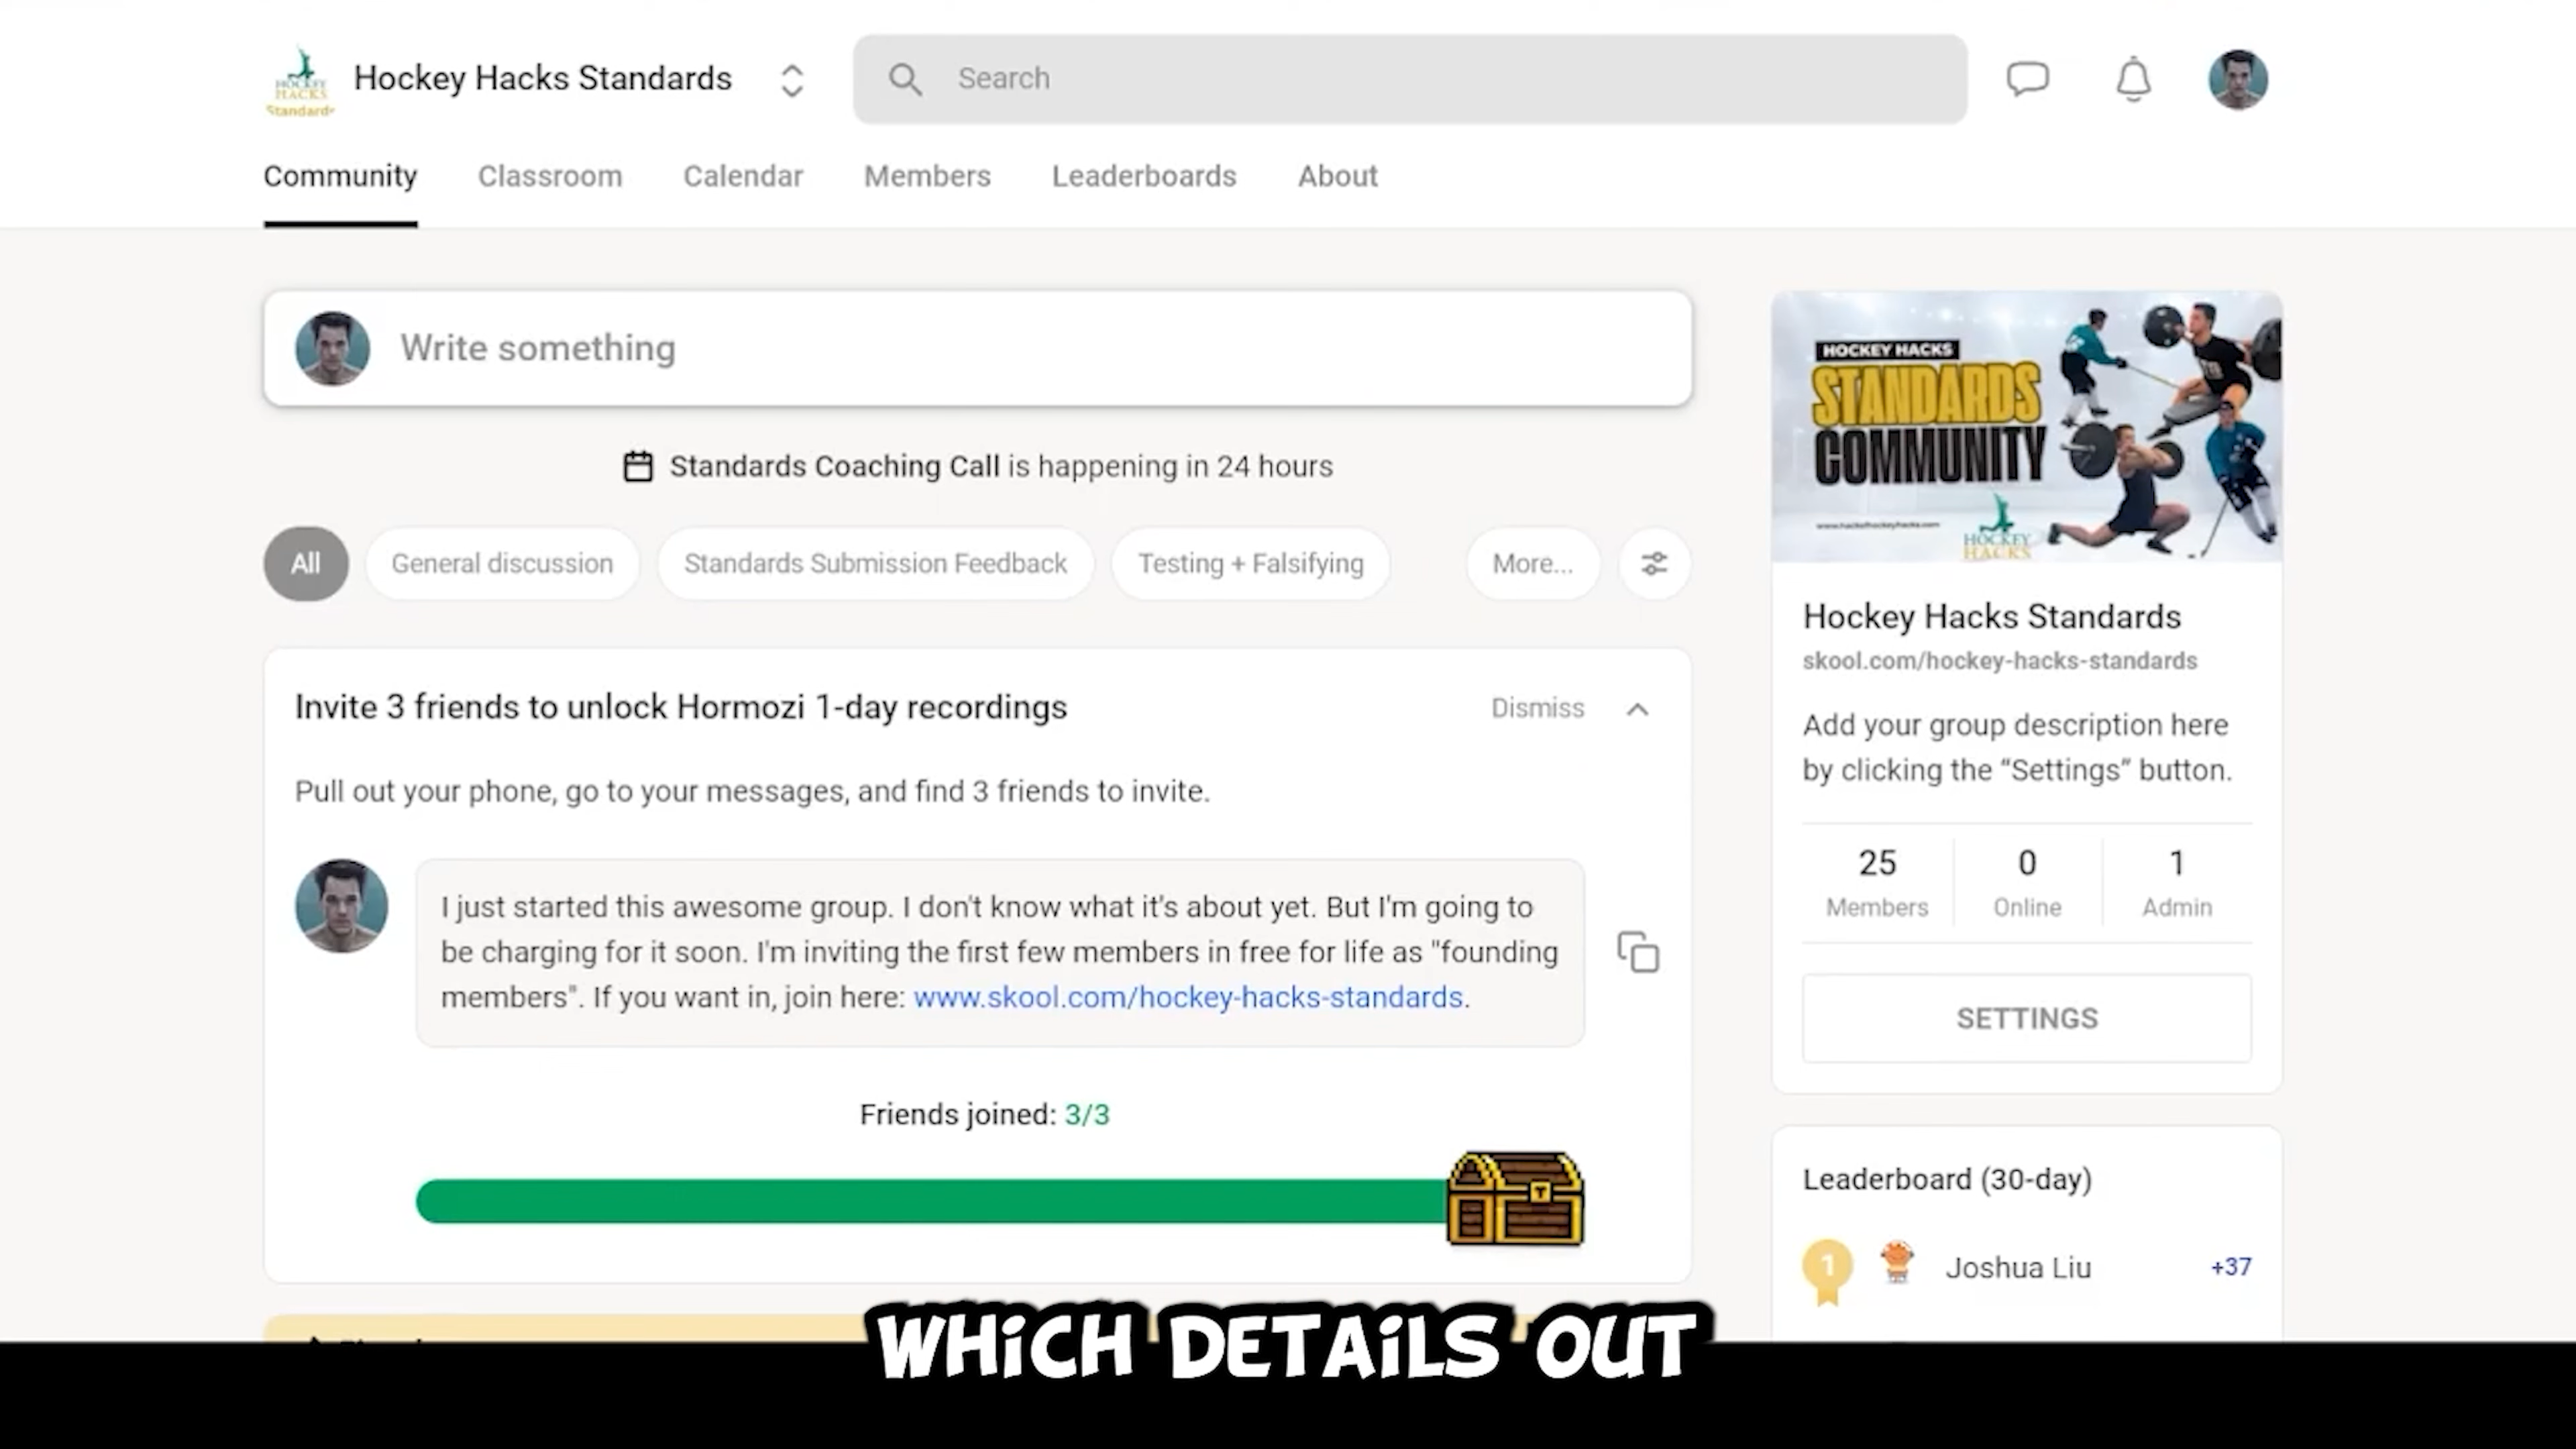 HOCKEY
HACKS
Standards
Hockey Hacks Standards
Search
Community
Classroom
Calendar
Members
Leaderboards
About
Write something
Standards Coaching Call is happening in 24 hours
All
General discussion
Standards Submission Feedback
Testing + Falsifying
More...
Invite 3 friends to unlock Hormozi 1-day recordings
Dismiss
Pull out your phone, go to your messages, and find 3 friends to invite.
I just started this awesome group. I don't know what it's about yet. But I'm going to
be charging for it soon. I'm inviting the first few members in free for life as "founding
members". If you want in, join here: www.skool.com/hockey-hacks-standards.
Friends joined: 3/3
HOCKEY HACKS
STANDARDS
COMMUNITY
HOCKEY
HACKS
Hockey Hacks Standards
skool.com/hockey-hacks-standards
Add your group description here
by clicking the “Settings” button.
25
Members
0
Online
1
Admin
SETTINGS
Leaderboard (30-day)
1
Joshua Liu
+37
WHICH DETAILS OUT